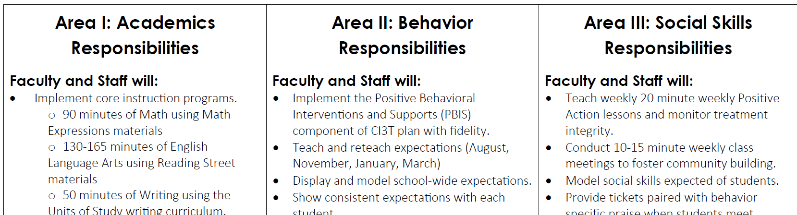 Area I: Academics
Responsibilities
Faculty and Staff will:
• Implement core instruction programs.
o 90 minutes of Math using Math
Expressions materials
o 130-165 minutes of English
Language Arts using Reading Street
materials
o 50 minutes of Writing using the
Units of Study writing curriculum.
Area II: Behavior
Responsibilities
Faculty and Staff will:
• Implement the Positive Behavioral
Interventions and Supports (PBIS)
component of CI3T plan with fidelity.
• Teach and reteach expectations (August,
November, January, March)
• Display and model school-wide expectations.
• Show consistent expectations with each
student
Area III: Social Skills
Responsibilities
Faculty and Staff will:
• Teach weekly 20 minute weekly Positive
Action lessons and monitor treatment
integrity.
• Conduct 10-15 minute weekly class
meetings to foster community building.
• Model social skills expected of students.
• Provide tickets paired with behavior
specific praise when students meet